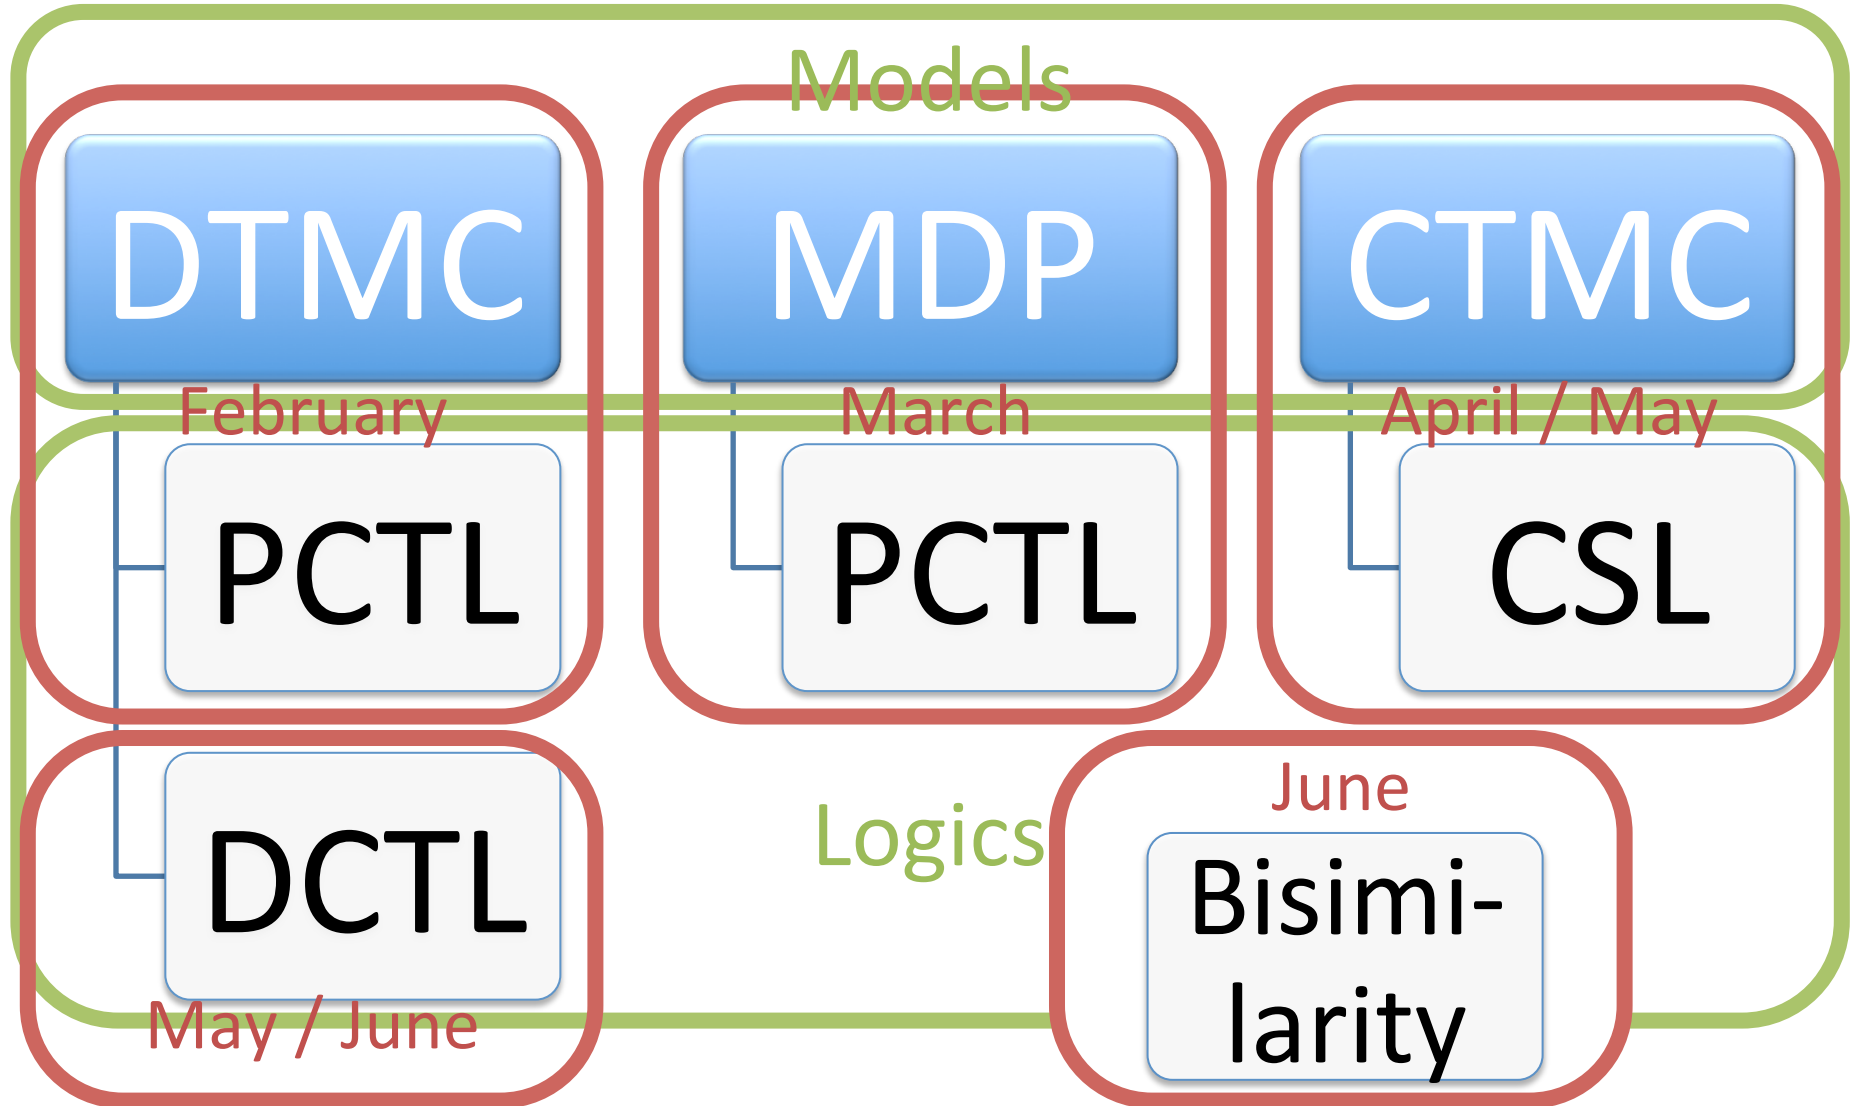 Models
DTMC
MDP
CTMC
February
March
April / May
PCTL
PCTL
CSL
DCTL
May / June
Logics
June
Bisimi-
larity